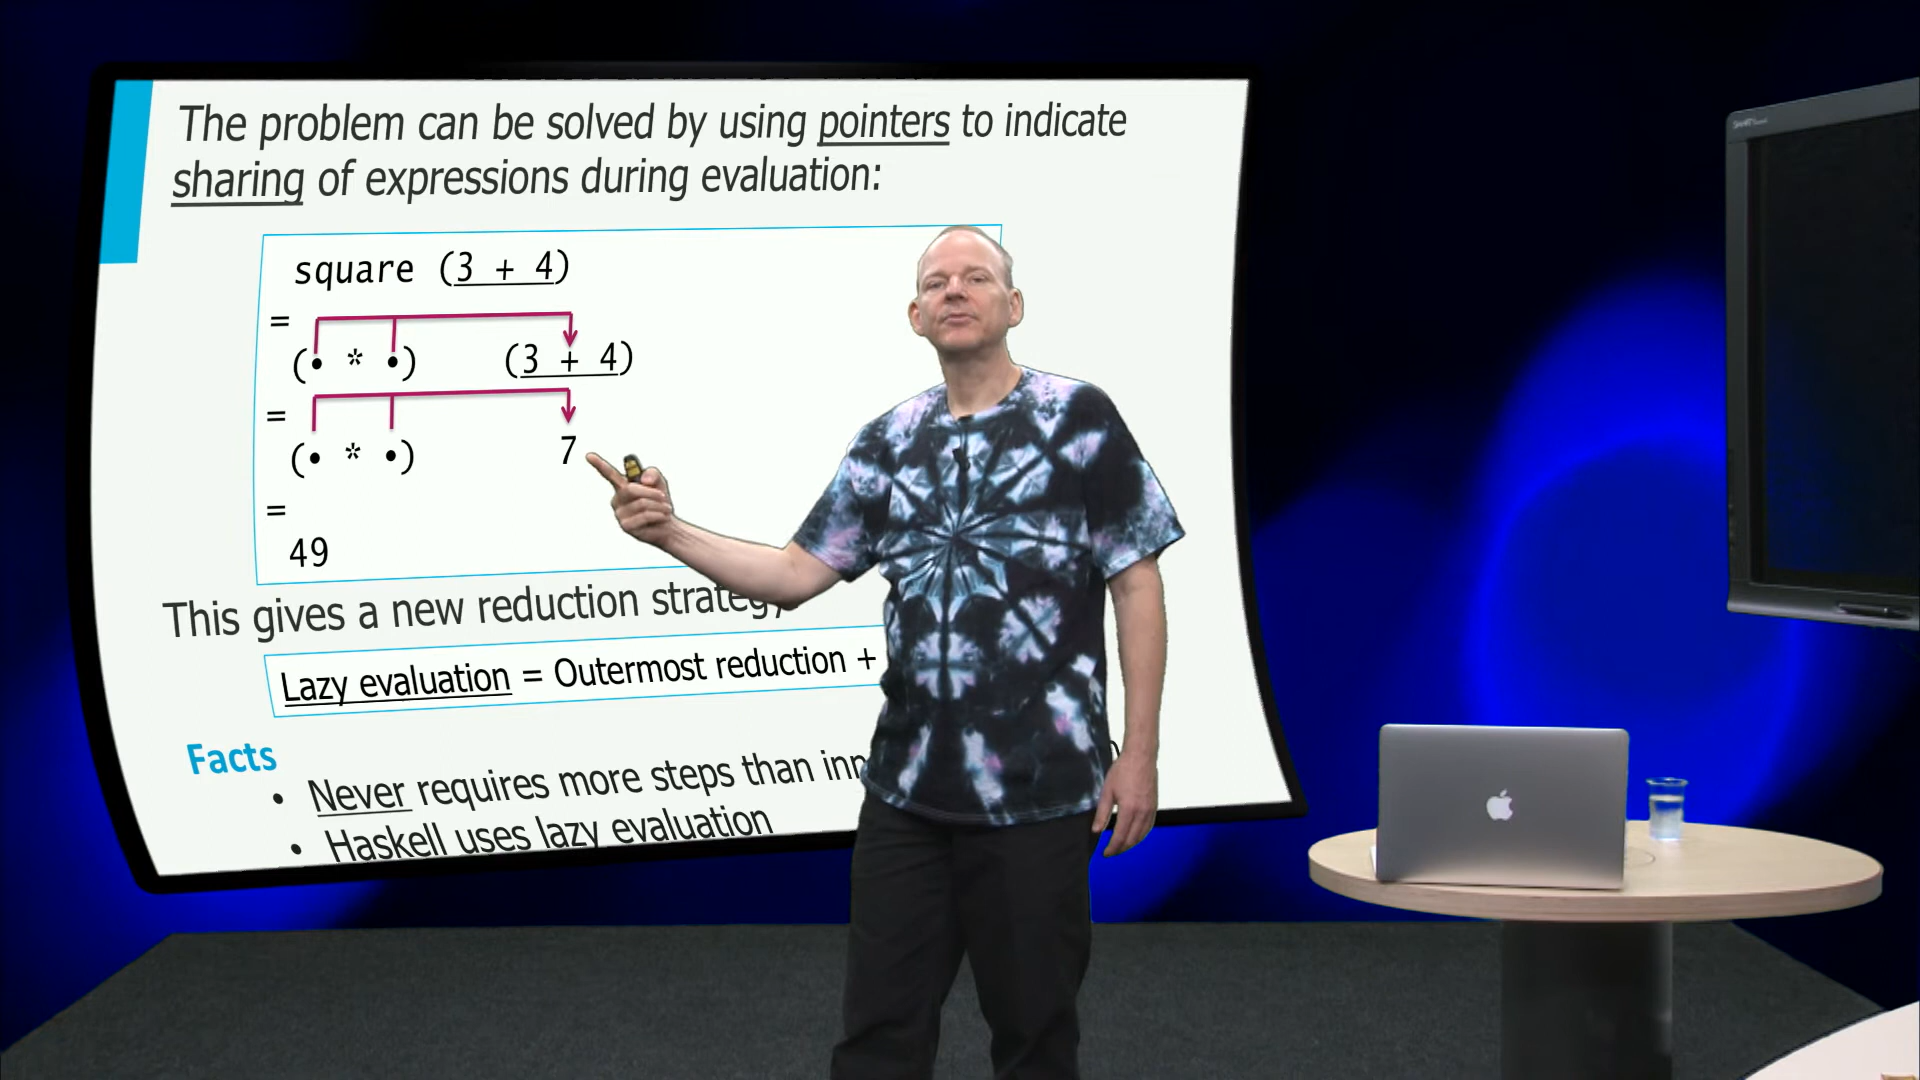 The problem can be solved by using pointers to indicate
sharing of expressions during evaluation:
square (3 + 4)
=
(• * •) (3 + 4)
=
(• * •) 7
=
49
This gives a new reduction strategy
Lazy evaluation = Outermost reduction +
Facts
• Never requires more steps than
• Haskell uses lazy evaluation